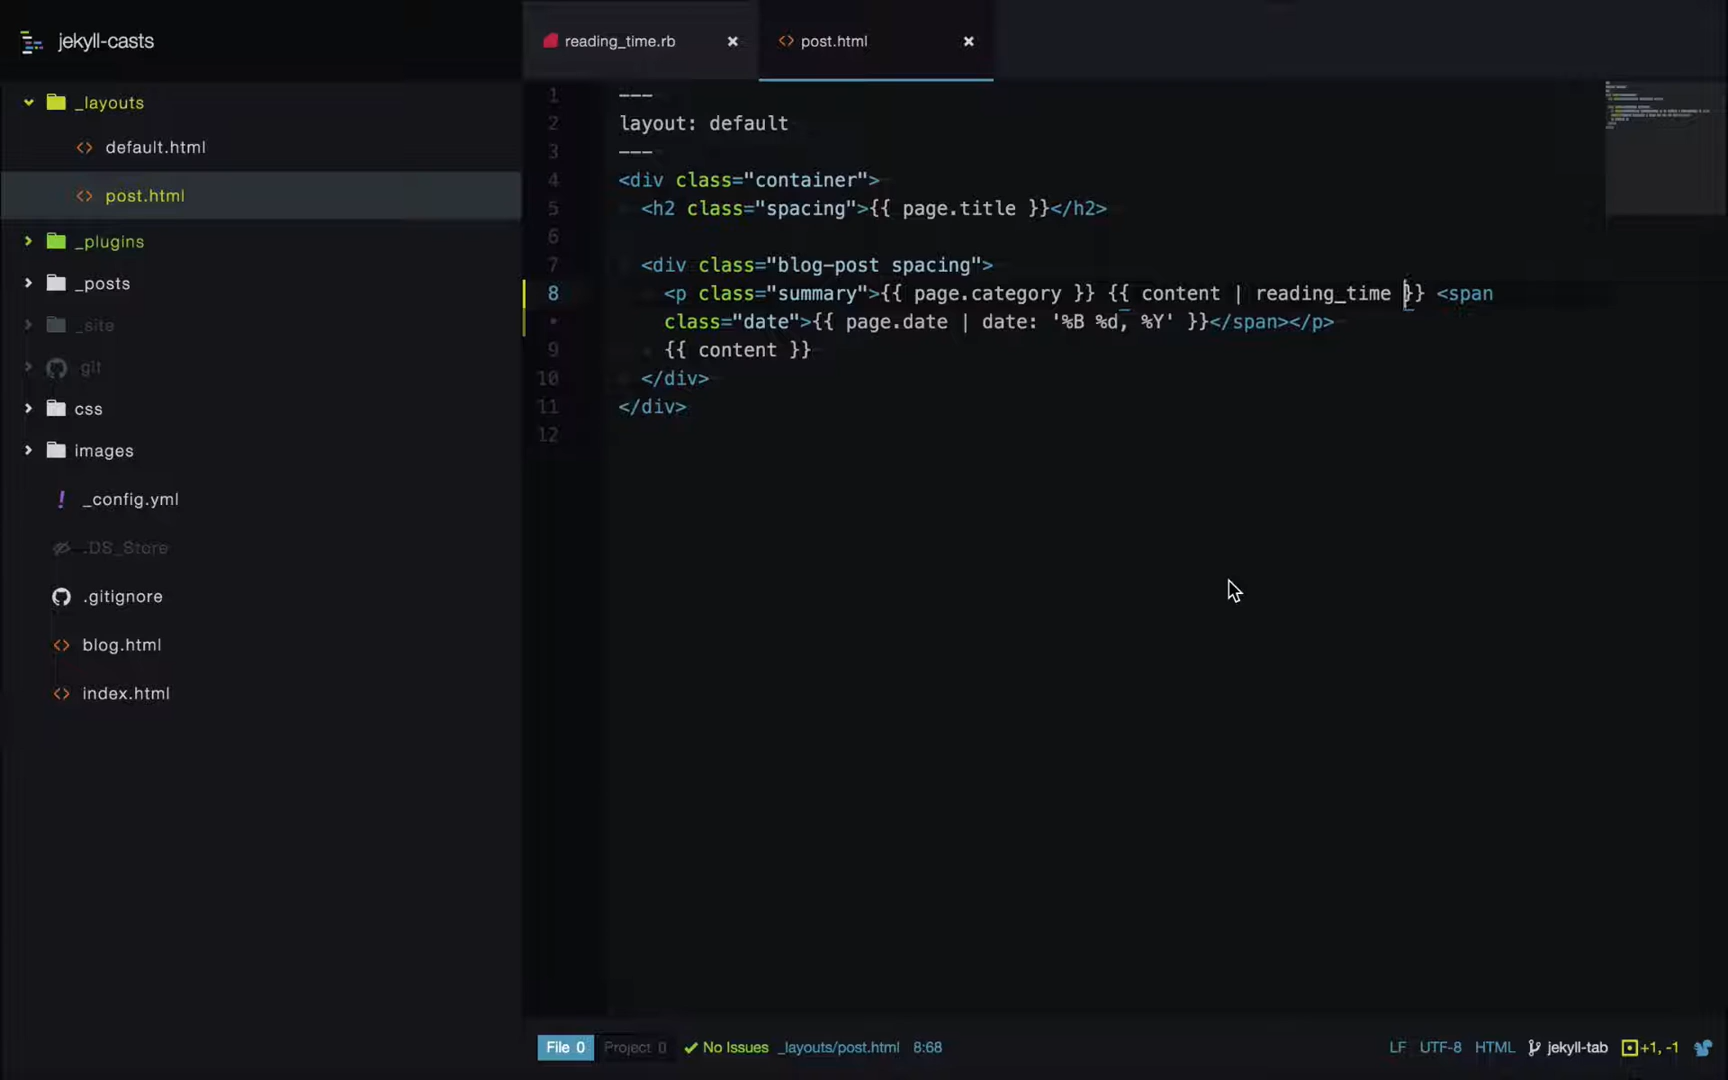 jekyll-casts
reading_time.rb
post.html
_layouts
default.html
post.html
_plugins
_posts
_site
git
css
images
_config.yml
.DS_Store
.gitignore
blog.html
index.html
1 ---
2 layout: default
3 ---
4 <div class="container">
5 <h2 class="spacing">{{ page.title }}</h2>
6
7 <div class="blog-post spacing">
8 <p class="summary">{{ page.category }} {{ content | reading_time }} <span
• class="date">{{ page.date | date: '%B %d, %Y' }}</span></p>
9 {{ content }}
10 </div>
11 </div>
12
File 0 Project 0 No Issues _layouts/post.html 8:68 LF UTF-8 HTML jekyll-tab +1, -1